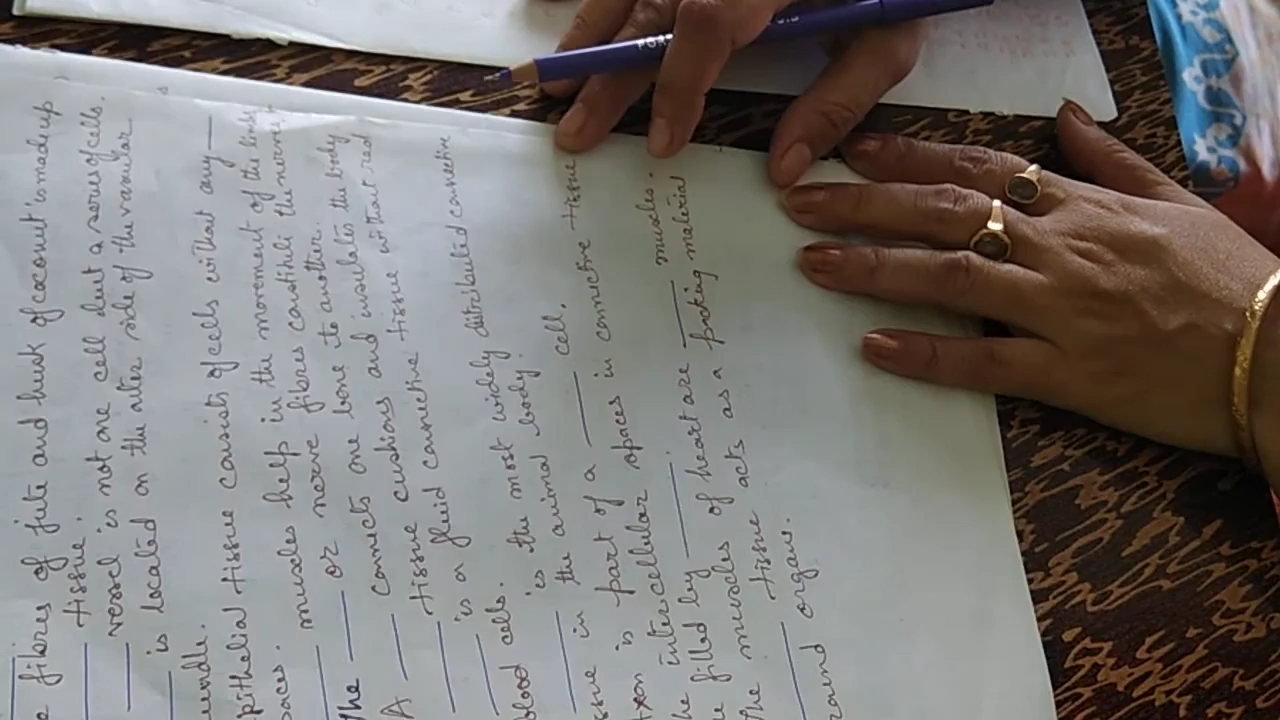 fibres of jute and husk of coconut is made up
tissue.
vessel is not one cell but a series of cells.
is located on the outer side of the vascular
bundle.
epithelial tissue consists of cells without any
spaces.
muscles help in the movement of the limbs
The or nerve fibres constitute the nerve
A connects one bone to another.
tissue cushions and insulates the body
is a fluid connective tissue without red
blood cells.
is the most widely distributed connective
tissue in the animal body.
Axon is part of a cell.
The intercellular spaces in connective tissue
are filled by
The muscles of heart are muscles.
tissue acts as a packing material
around organs.